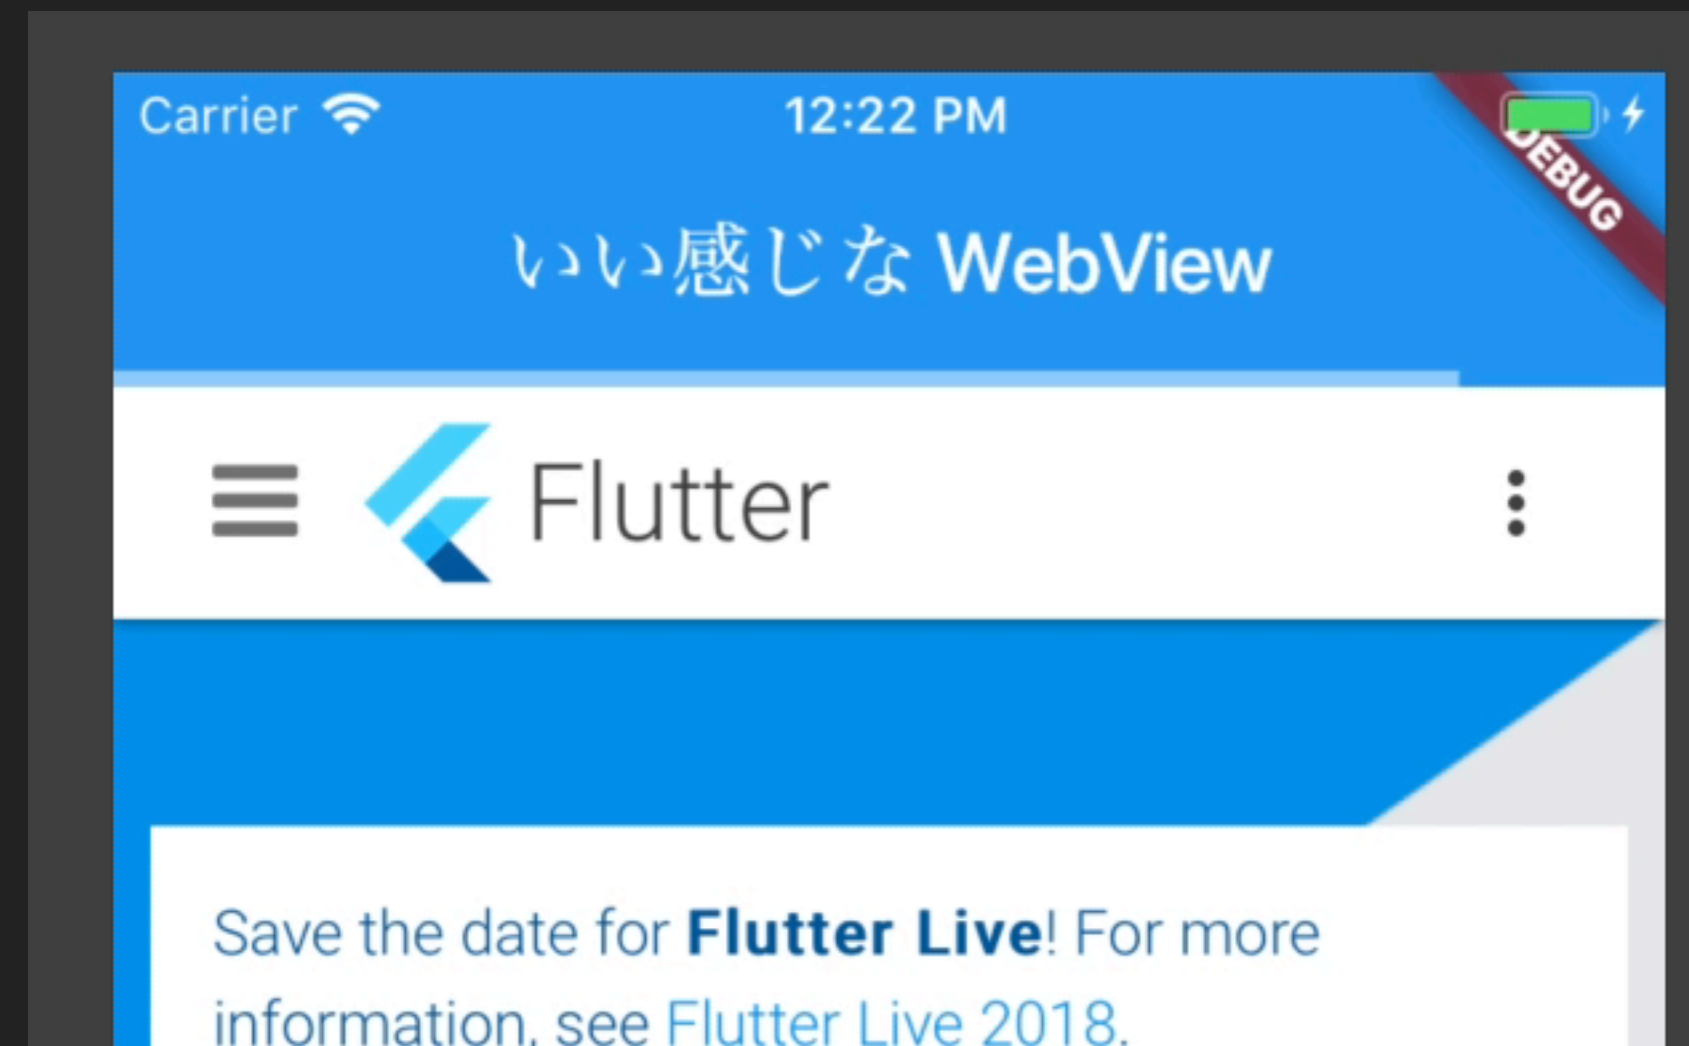 Carrier 12:22 PM
DEBUG
いい感じな WebView
Flutter
Save the date for Flutter Live! For more
information, see Flutter Live 2018.